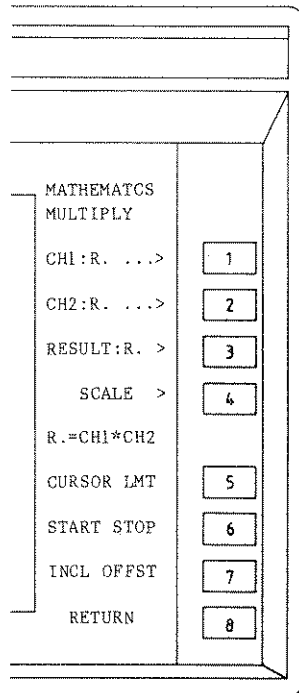 MATHEMATCS
MULTIPLY
CH1:R. ...> 1
CH2:R. ...> 2
RESULT:R. > 3
SCALE > 4
R.=CH1*CH2
CURSOR LMT 5
START STOP 6
INCL OFFST 7
RETURN 8